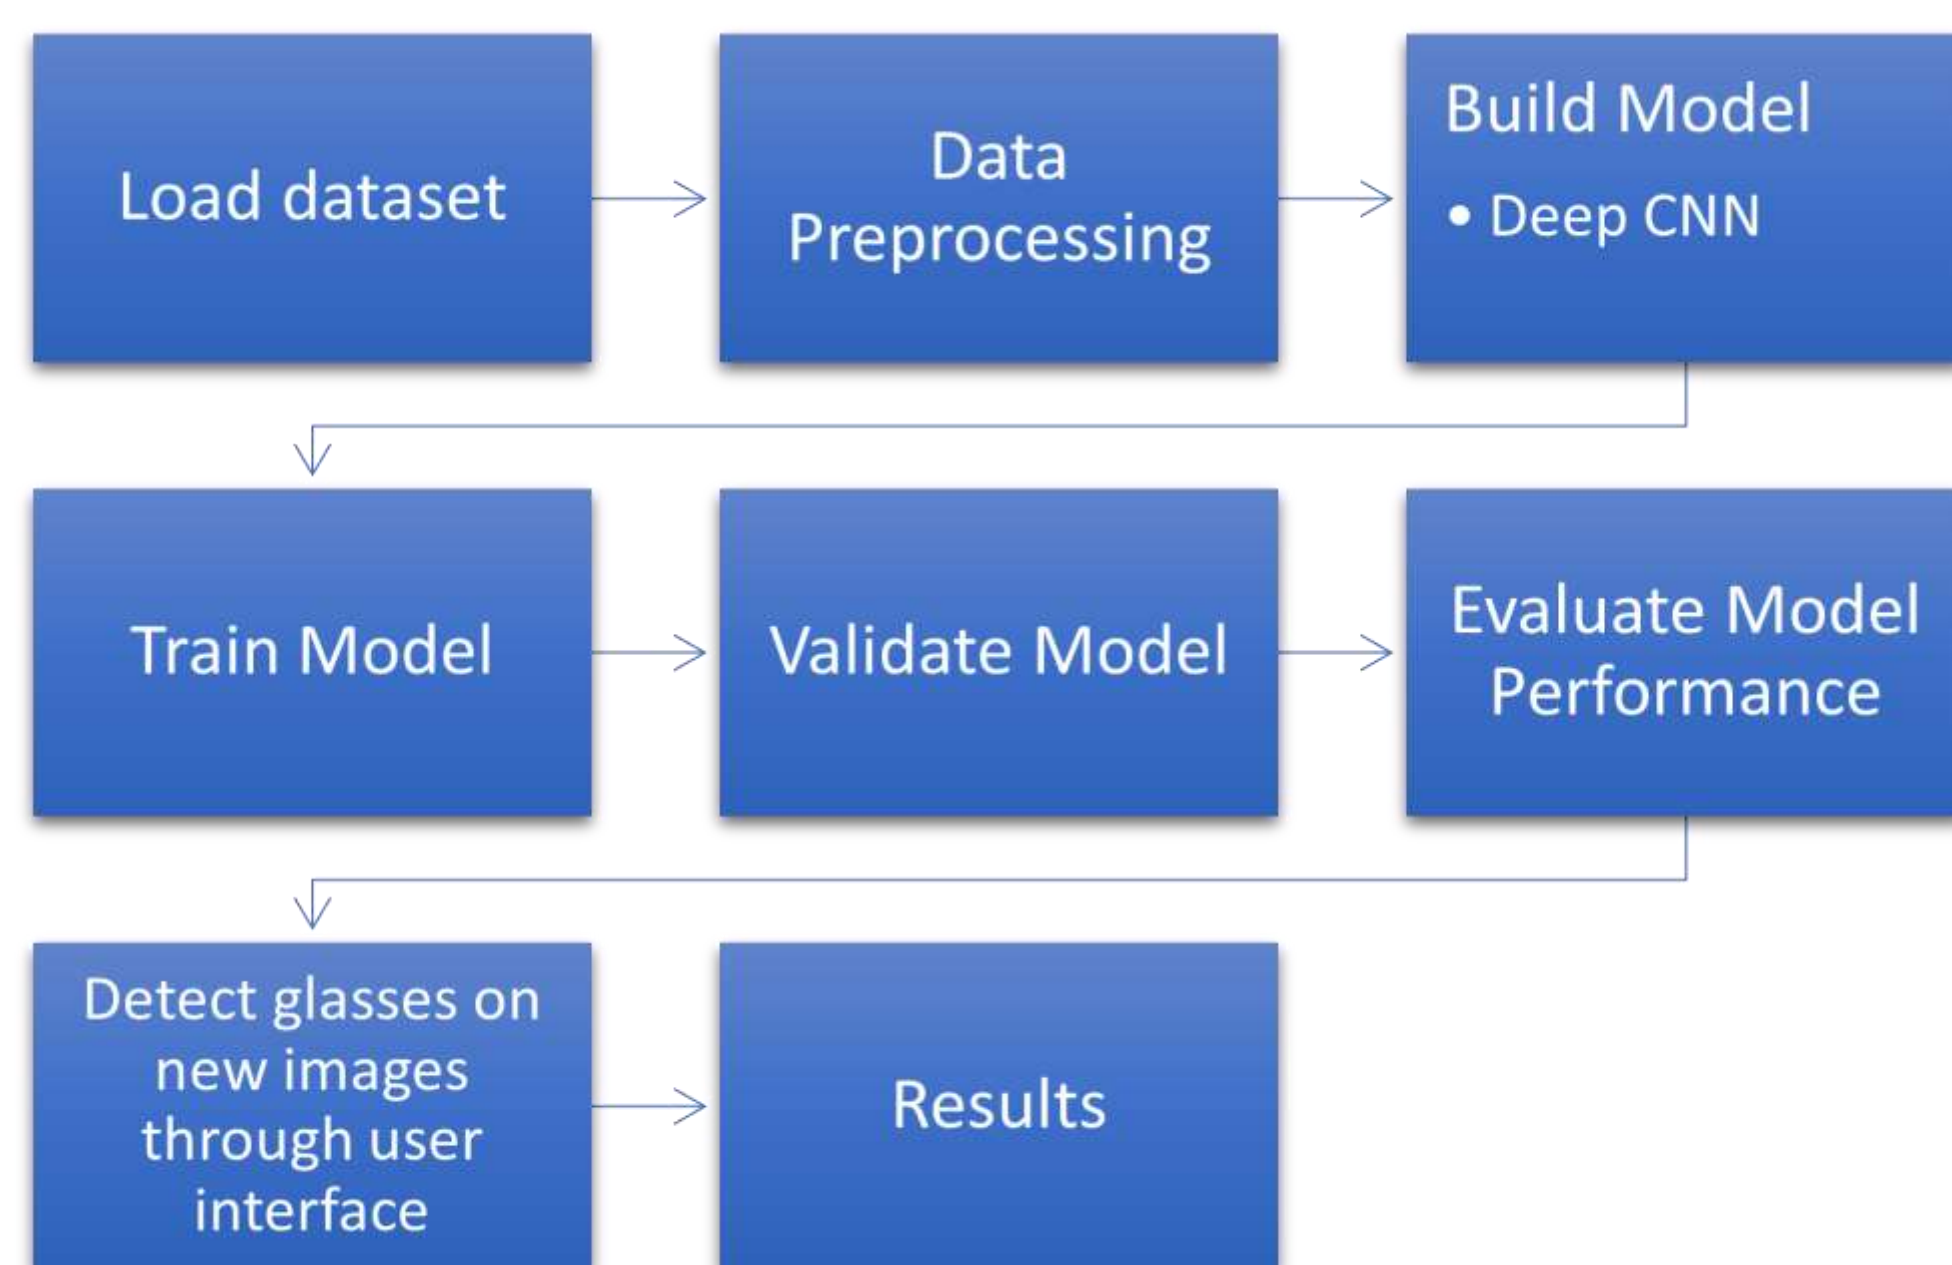 Load dataset
Data
Preprocessing
Build Model
• Deep CNN
Train Model
Validate Model
Evaluate Model
Performance
Detect glasses on
new images
through user
interface
Results